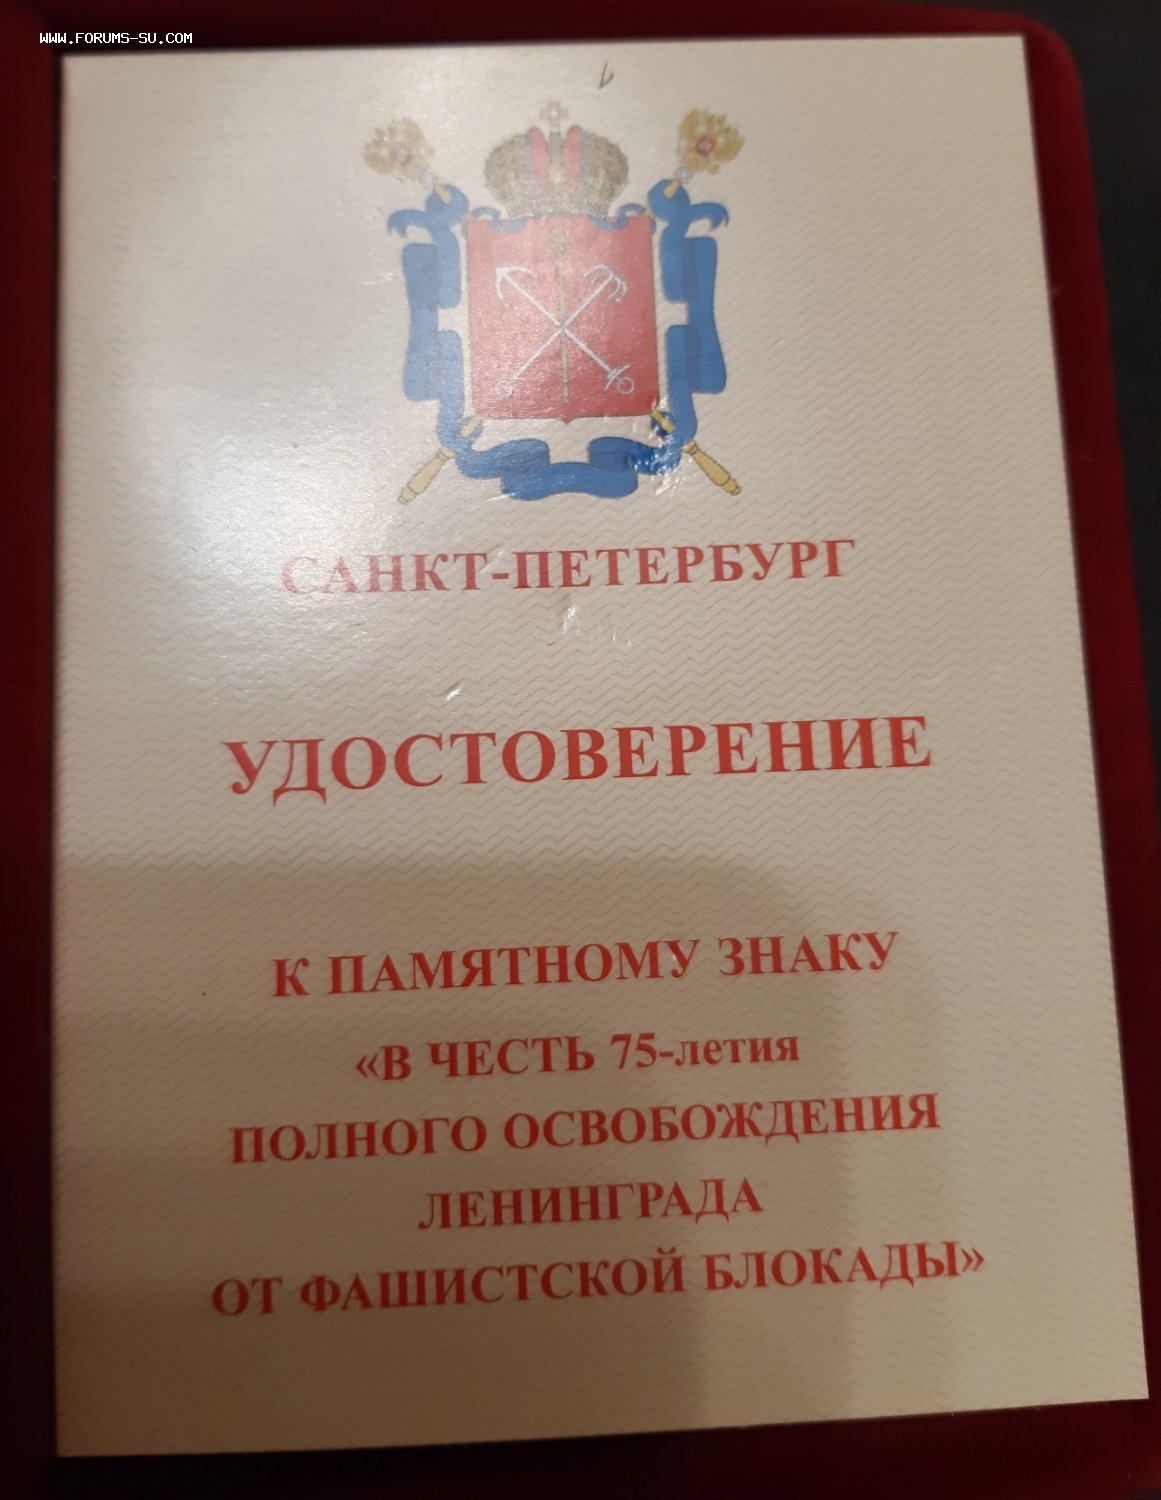 WWW.FORUMS-SU.COM
САНКТ-ПЕТЕРБУРГ
УДОСТОВЕРЕНИЕ
К ПАМЯТНОМУ ЗНАКУ
«В ЧЕСТЬ 75-летия
ПОЛНОГО ОСВОБОЖДЕНИЯ
ЛЕНИНГРАДА
ОТ ФАШИСТСКОЙ БЛОКАДЫ»